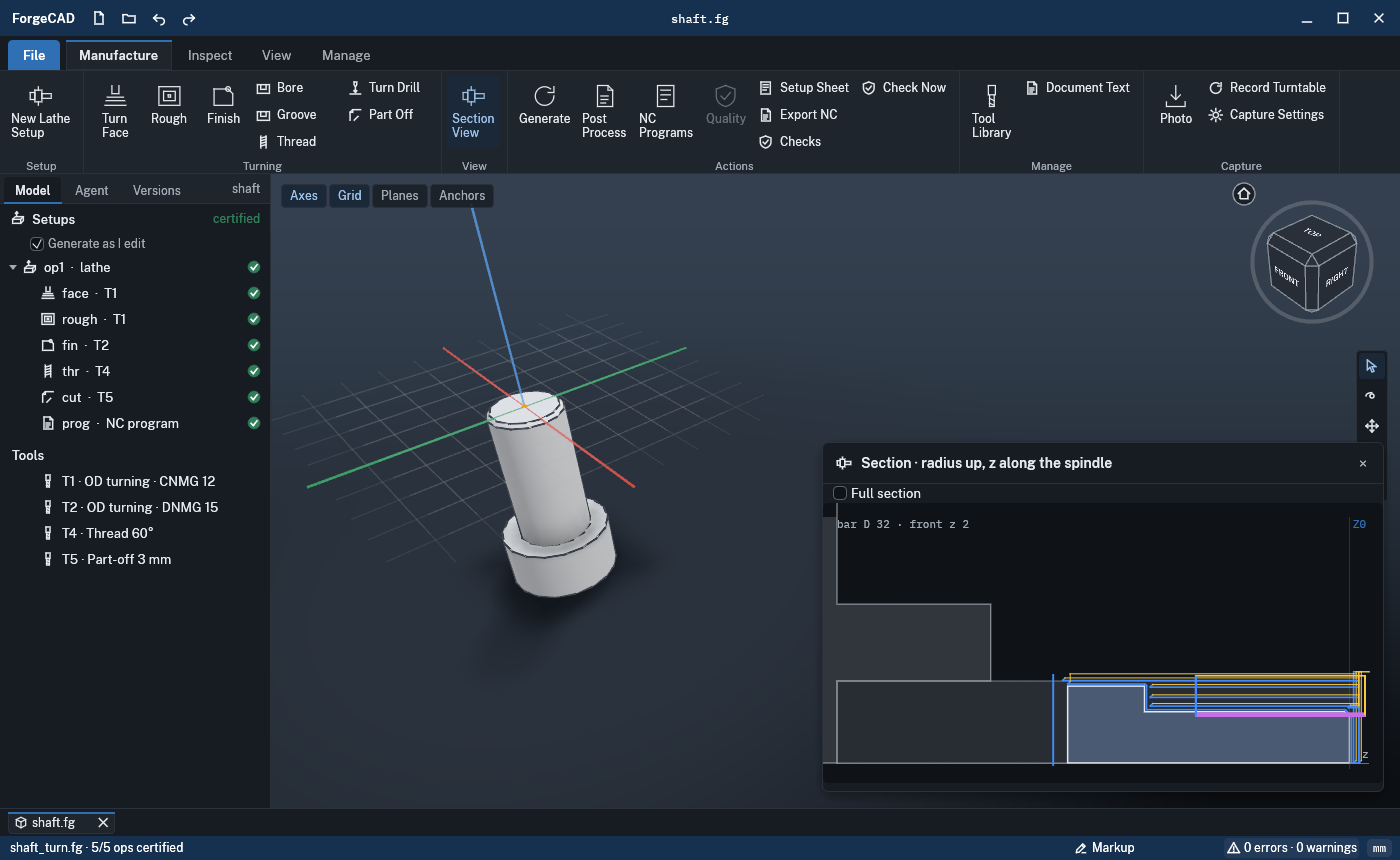 ForgeCAD
shaft.fg
File
Manufacture
Inspect
View
Manage
New Lathe Setup
Turn Face
Rough
Finish
Bore
Groove
Thread
Turn Drill
Part Off
Section View
Generate
Post Process
NC Programs
Quality
Setup Sheet
Export NC
Checks
Check Now
Tool Library
Document Text
Photo
Record Turntable
Capture Settings
Setup
Turning
View
Actions
Manage
Capture
Model
Agent
Versions
shaft
Setups
certified
Generate as I edit
op1 · lathe
face · T1
rough · T1
fin · T2
thr · T4
cut · T5
prog · NC program
Tools
T1 · OD turning · CNMG 12
T2 · OD turning · DNMG 15
T4 · Thread 60°
T5 · Part-off 3 mm
Axes
Grid
Planes
Anchors
TOP
FRONT
RIGHT
Section · radius up, z along the spindle
Full section
bar D 32 · front z 2
Z0
z
shaft.fg
shaft_turn.fg · 5/5 ops certified
Markup
0 errors · 0 warnings
mm